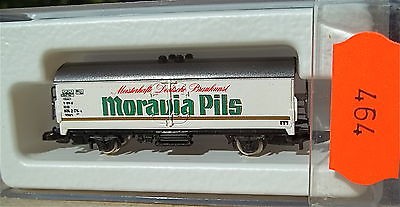 Meisterhafte Deutsche Braukunst
Moravia Pils
464